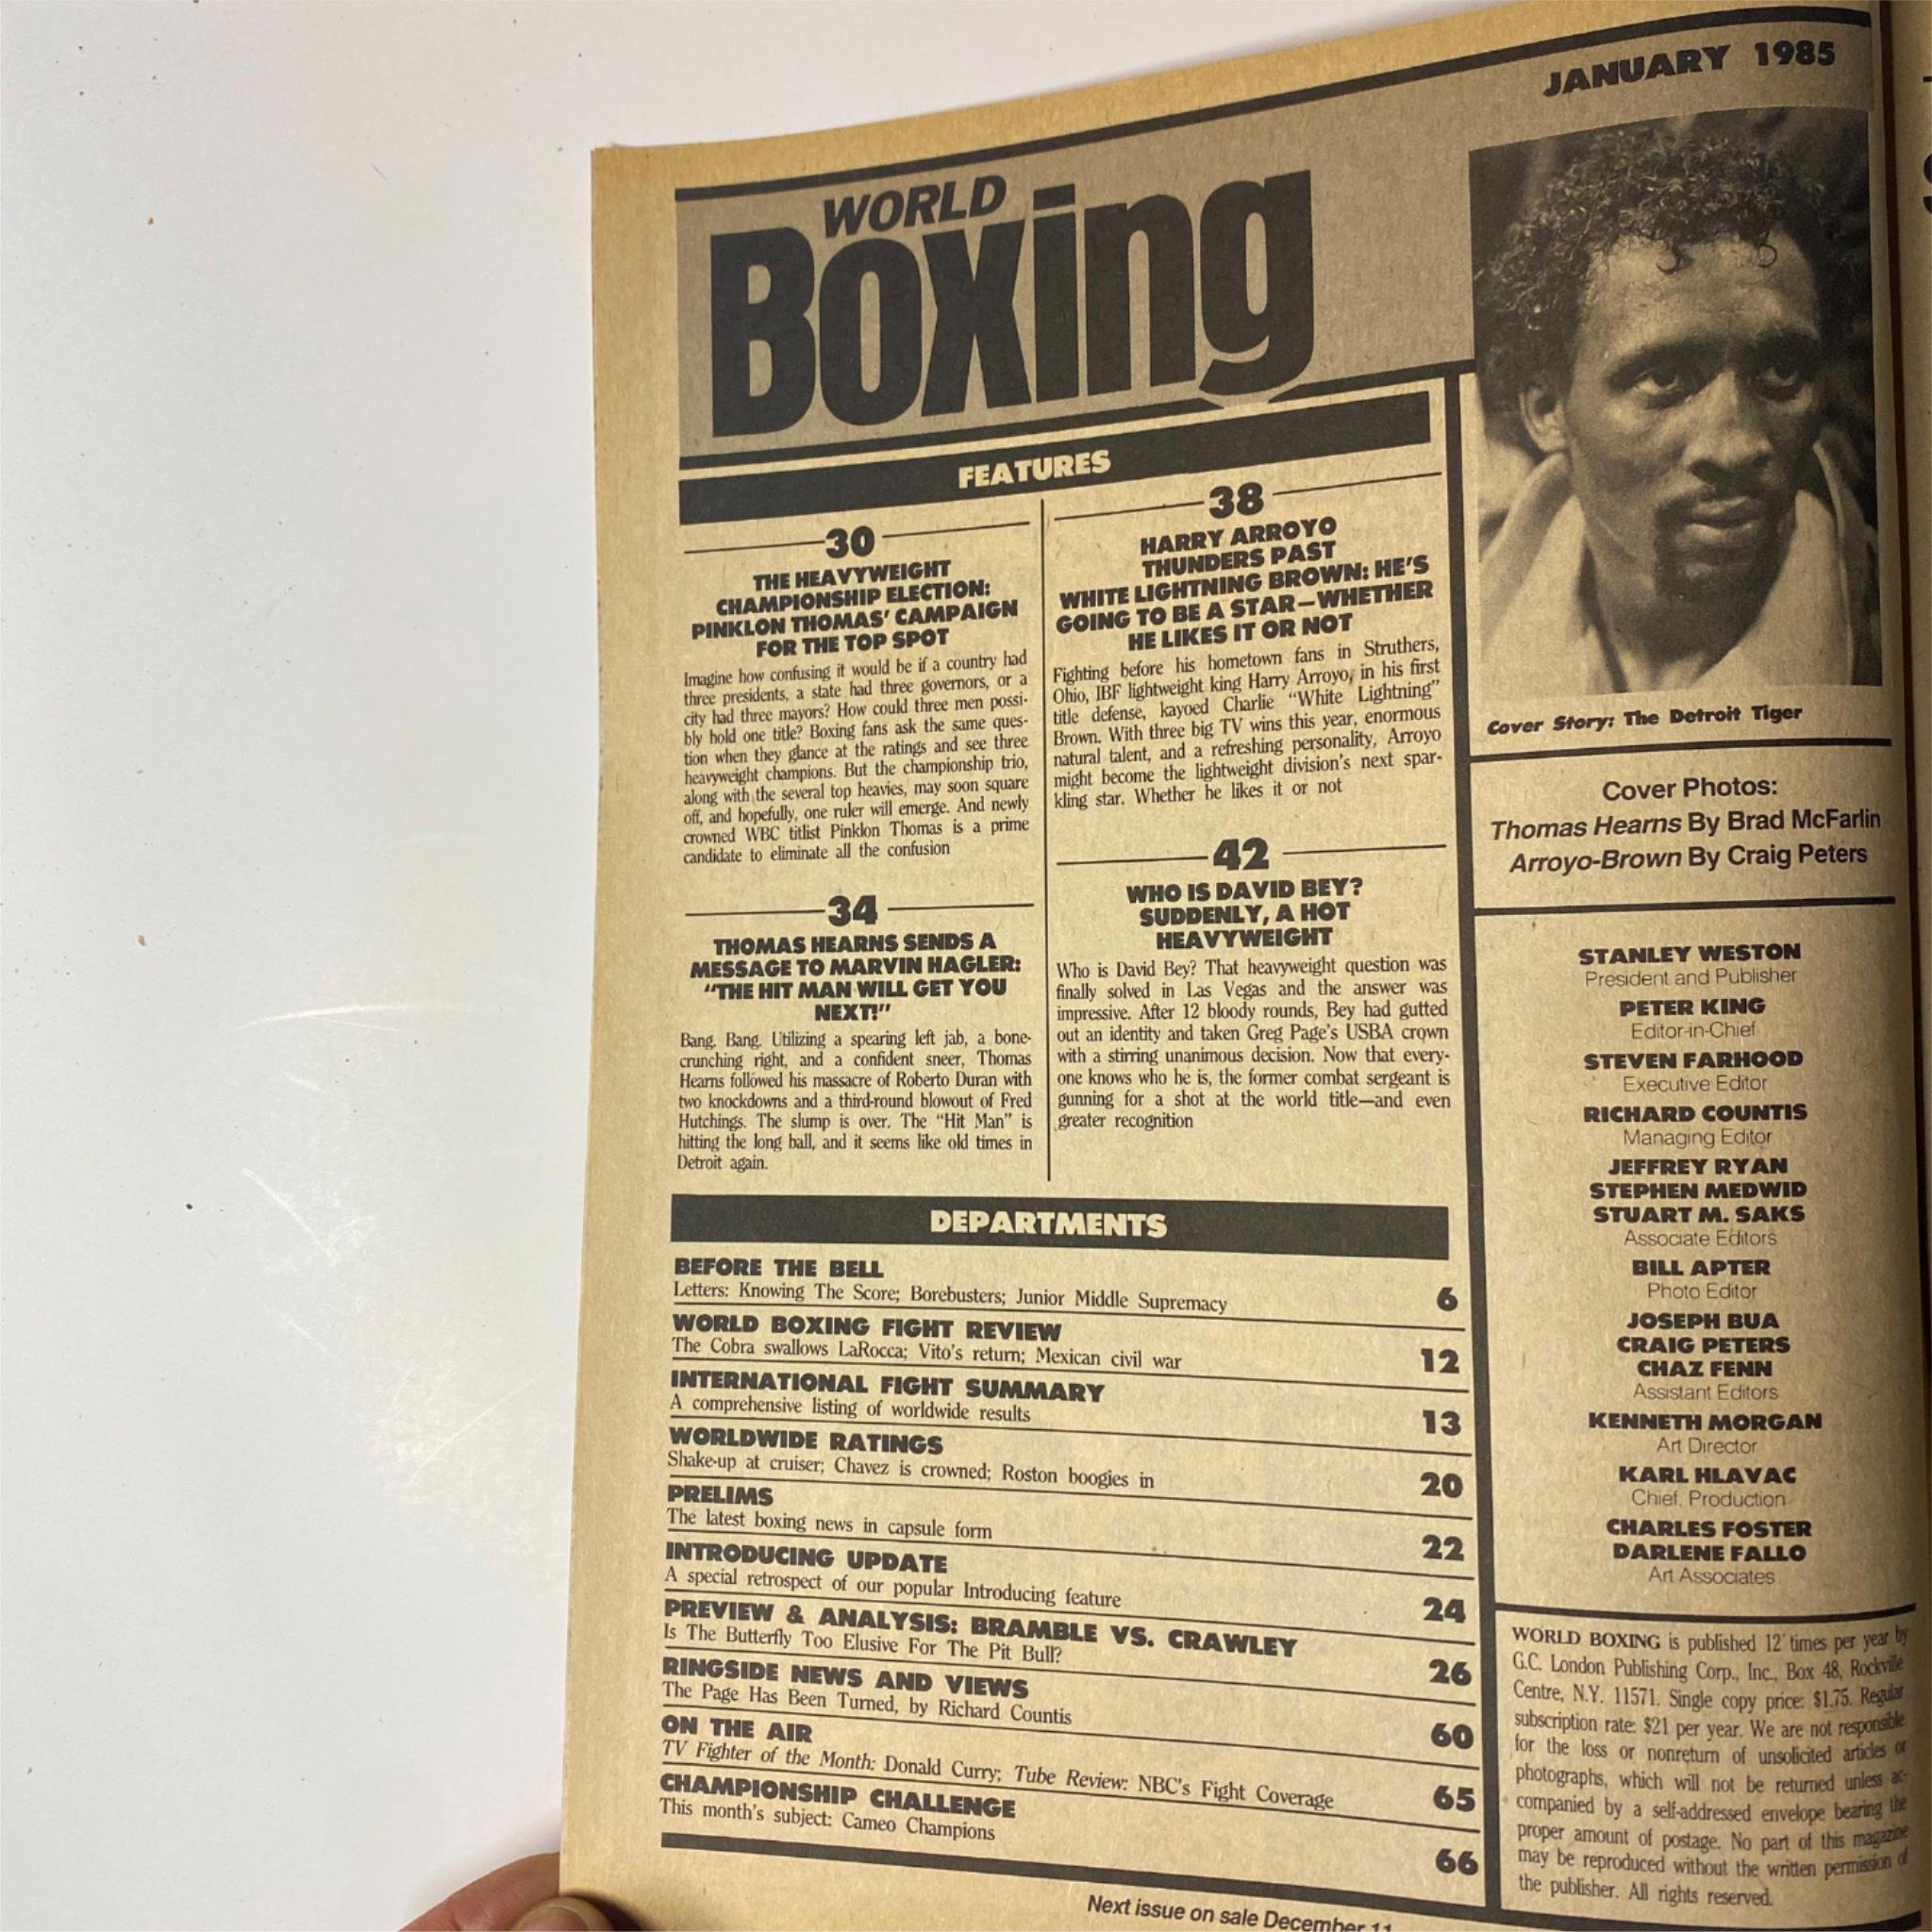 JANUARY 1985
WORLD
Boxing
FEATURES
30
THE HEAVYWEIGHT
CHAMPIONSHIP ELECTION:
PINKLON THOMAS' CAMPAIGN
FOR THE TOP SPOT
Imagine how confusing it would be if a country had
three presidents, a state had three governors, or a
city had three mayors? How could three men possi-
bly hold one title? Boxing fans ask the same ques-
tion when they glance at the ratings and see three
heavyweight champions. But the championship trio,
along with the several top heavies, may soon square
off, and hopefully, one ruler will emerge. And newly
crowned WBC titlist Pinklon Thomas is a prime
candidate to eliminate all the confusion
34
THOMAS HEARNS SENDS A
MESSAGE TO MARVIN HAGLER:
"THE HIT MAN WILL GET YOU
NEXT!"
Bang. Bang. Utilizing a spearing left jab, a bone-
crunching right, and a confident sneer, Thomas
Hearns followed his massacre of Roberto Duran with
two knockdowns and a third-round blowout of Fred
Hutchings. The slump is over. The "Hit Man" is
hitting the long ball, and it seems like old times in
Detroit again.
38
HARRY ARROYO
THUNDERS PAST
WHITE LIGHTNING BROWN: HE'S
GOING TO BE A STAR—WHETHER
HE LIKES IT OR NOT
Fighting before his hometown fans in Struthers,
Ohio, IBF lightweight king Harry Arroyo, in his first
title defense, kayoed Charlie "White Lightning"
Brown. With three big TV wins this year, enormous
natural talent, and a refreshing personality, Arroyo
might become the lightweight division's next spar-
kling star. Whether he likes it or not
42
WHO IS DAVID BEY?
SUDDENLY, A HOT
HEAVYWEIGHT
Who is David Bey? That heavyweight question was
finally solved in Las Vegas and the answer was
impressive. After 12 bloody rounds, Bey had gutted
out an identity and taken Greg Page's USBA crown
with a stirring unanimous decision. Now that every-
one knows who he is, the former combat sergeant is
gunning for a shot at the world title—and even
greater recognition
DEPARTMENTS
BEFORE THE BELL
Letters: Knowing The Score; Borebusters; Junior Middle Supremacy 6
WORLD BOXING FIGHT REVIEW
The Cobra swallows LaRocca; Vito's return; Mexican civil war 12
INTERNATIONAL FIGHT SUMMARY
A comprehensive listing of worldwide results 13
WORLDWIDE RATINGS
Shake-up at cruiser; Chavez is crowned; Roston boogies in 20
PRELIMS
The latest boxing news in capsule form 22
INTRODUCING UPDATE
A special retrospect of our popular Introducing feature 24
PREVIEW & ANALYSIS: BRAMBLE VS. CRAWLEY
Is The Butterfly Too Elusive For The Pit Bull? 26
RINGSIDE NEWS AND VIEWS
The Page Has Been Turned, by Richard Countis 60
ON THE AIR
TV Fighter of the Month: Donald Curry; Tube Review: NBC's Fight Coverage 65
CHAMPIONSHIP CHALLENGE
This month's subject: Cameo Champions 66
Next issue on sale December 11
Cover Story: The Detroit Tiger
Cover Photos:
Thomas Hearns By Brad McFarlin
Arroyo-Brown By Craig Peters
STANLEY WESTON
President and Publisher
PETER KING
Editor-in-Chief
STEVEN FARHOOD
Executive Editor
RICHARD COUNTIS
Managing Editor
JEFFREY RYAN
STEPHEN MEDWID
STUART M. SAKS
Associate Editors
BILL APTER
Photo Editor
JOSEPH BUA
CRAIG PETERS
CHAZ FENN
Assistant Editors
KENNETH MORGAN
Art Director
KARL HLAVAC
Chief, Production
CHARLES FOSTER
DARLENE FALLO
Art Associates
WORLD BOXING is published 12 times per year by
G.C. London Publishing Corp., Inc., Box 48, Rockville
Centre, N.Y. 11571. Single copy price: $1.75. Regular
subscription rate: $21 per year. We are not responsible
for the loss or nonreturn of unsolicited articles or
photographs, which will not be returned unless ac-
companied by a self-addressed envelope bearing the
proper amount of postage. No part of this magazine
may be reproduced without the written permission of
the publisher. All rights reserved.